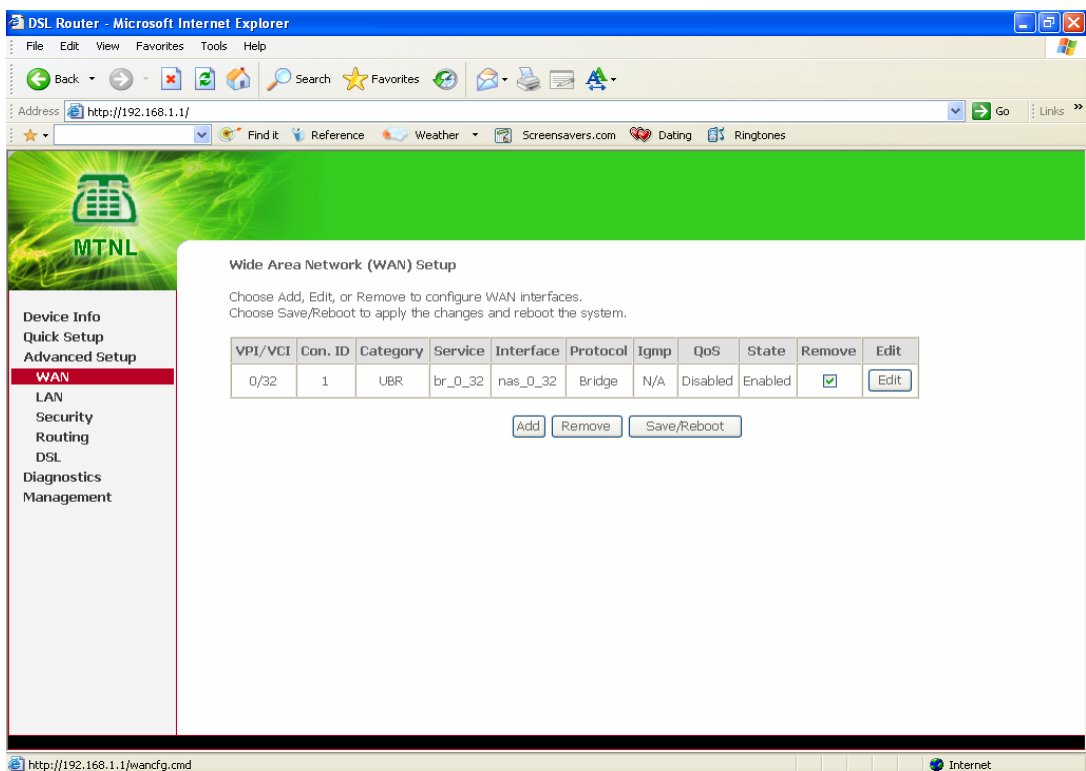 DSL Router - Microsoft Internet Explorer
File Edit View Favorites Tools Help
Back Search Favorites
Address http://192.168.1.1/ Go Links »
Find it Reference Weather Screensavers.com Dating Ringtones
MTNL
Device Info
Quick Setup
Advanced Setup
WAN
LAN
Security
Routing
DSL
Diagnostics
Management
Wide Area Network (WAN) Setup
Choose Add, Edit, or Remove to configure WAN interfaces.
Choose Save/Reboot to apply the changes and reboot the system.
VPI/VCI Con. ID Category Service Interface Protocol Igmp QoS State Remove Edit
0/32 1 UBR br_0_32 nas_0_32 Bridge N/A Disabled Enabled Edit
Add Remove Save/Reboot
http://192.168.1.1/wancfg.cmd Internet